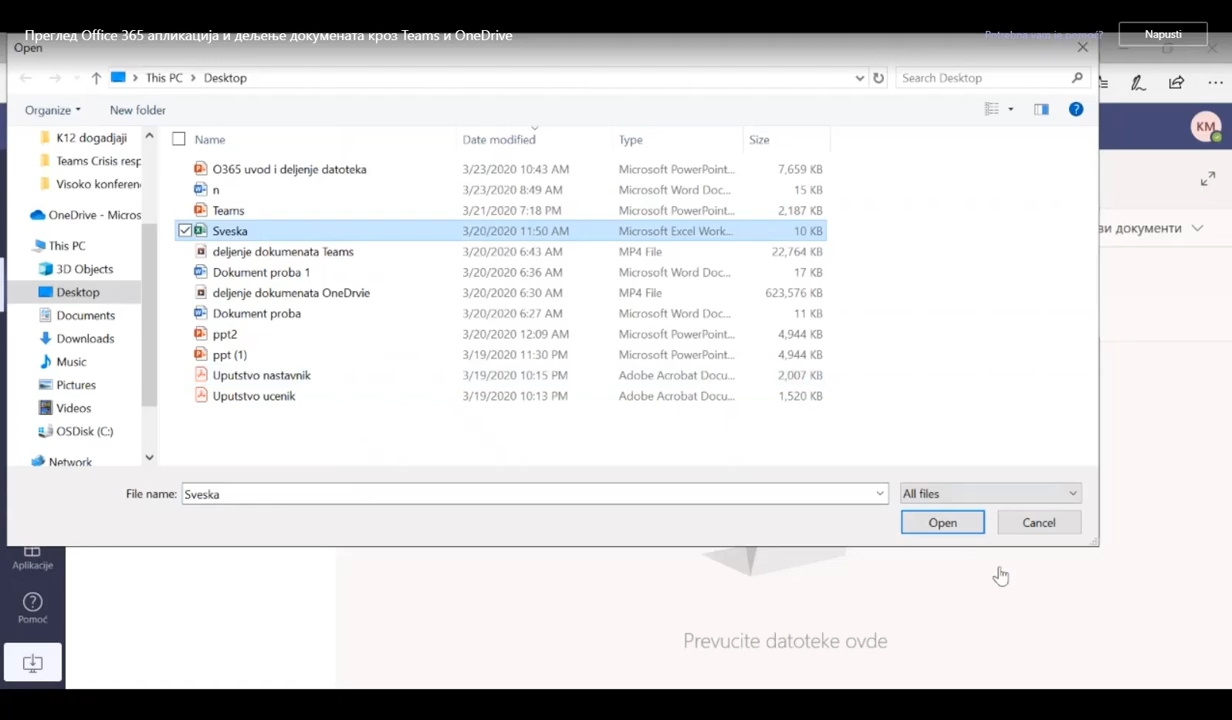 Преглед Office 365 апликација и дељење докумената кроз Teams и OneDrive
Potrebna vam je pomoć?
Napusti
Open
This PC > Desktop
Search Desktop
Organize
New folder
KM
K12 dogadjaji
Teams Crisis resp
Visoko konferen
OneDrive - Micros
This PC
3D Objects
Desktop
Documents
Downloads
Music
Pictures
Videos
OSDisk (C:)
Network
Name Date modified Type Size
O365 uvod i deljenje datoteka 3/23/2020 10:43 AM Microsoft PowerPoint... 7,659 KB
n 3/23/2020 8:49 AM Microsoft Word Doc... 15 KB
Teams 3/21/2020 7:18 PM Microsoft PowerPoint... 2,187 KB
Sveska 3/20/2020 11:50 AM Microsoft Excel Work... 10 KB
deljenje dokumenata Teams 3/20/2020 6:43 AM MP4 File 22,764 KB
Dokument proba 1 3/20/2020 6:36 AM Microsoft Word Doc... 17 KB
deljenje dokumenata OneDrvie 3/20/2020 6:30 AM MP4 File 623,576 KB
Dokument proba 3/20/2020 6:27 AM Microsoft Word Doc... 11 KB
ppt2 3/20/2020 12:09 AM Microsoft PowerPoint... 4,944 KB
ppt (1) 3/19/2020 11:30 PM Microsoft PowerPoint... 4,944 KB
Uputstvo nastavnik 3/19/2020 10:15 PM Adobe Acrobat Docu... 2,007 KB
Uputstvo ucenik 3/19/2020 10:13 PM Adobe Acrobat Docu... 1,520 KB
ви документи
File name: Sveska
All files
Open
Cancel
Aplikacije
Pomoć
Prevucite datoteke ovde